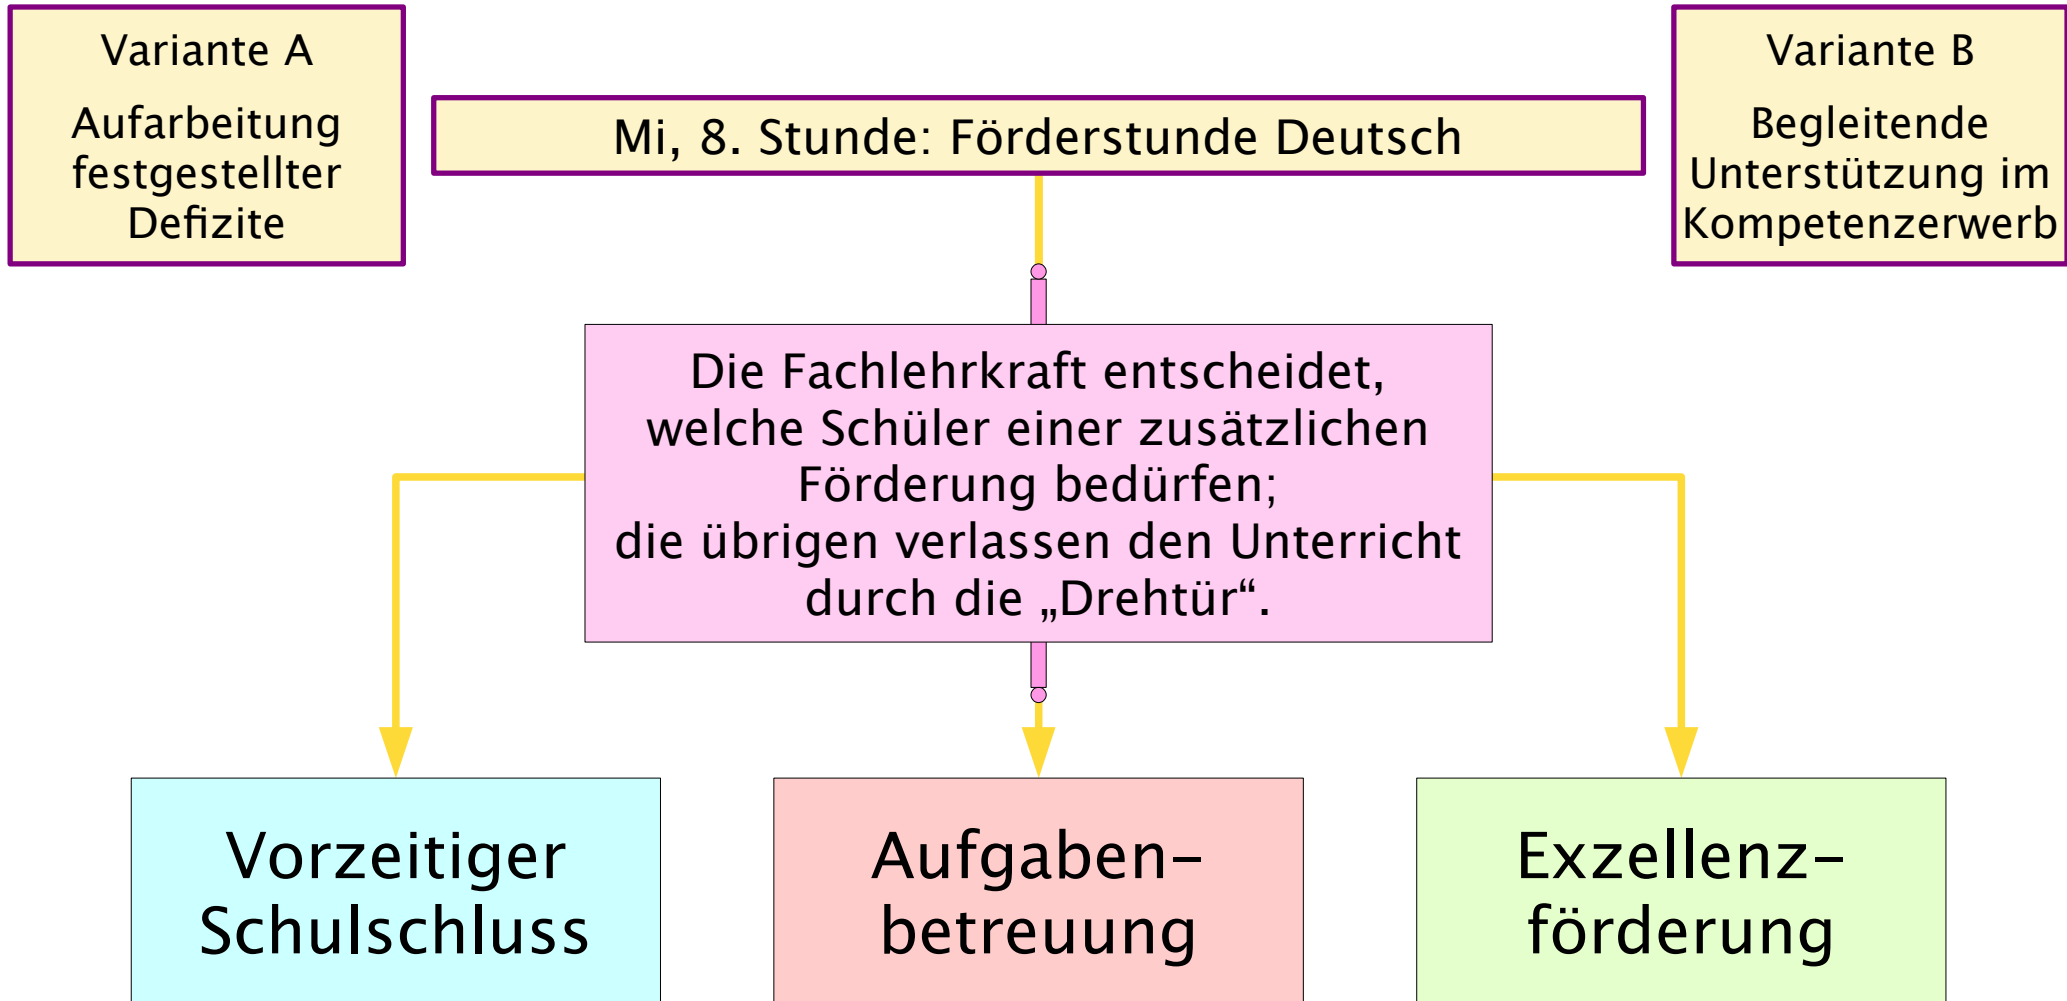 Variante A
Aufarbeitung
festgestellter
Defizite
Mi, 8. Stunde: Förderstunde Deutsch
Variante B
Begleitende
Unterstützung im
Kompetenzerwerb
Die Fachlehrkraft entscheidet,
welche Schüler einer zusätzlichen
Förderung bedürfen;
die übrigen verlassen den Unterricht
durch die „Drehtür“.
Vorzeitiger
Schulschluss
Aufgaben-
betreuung
Exzellenz-
förderung